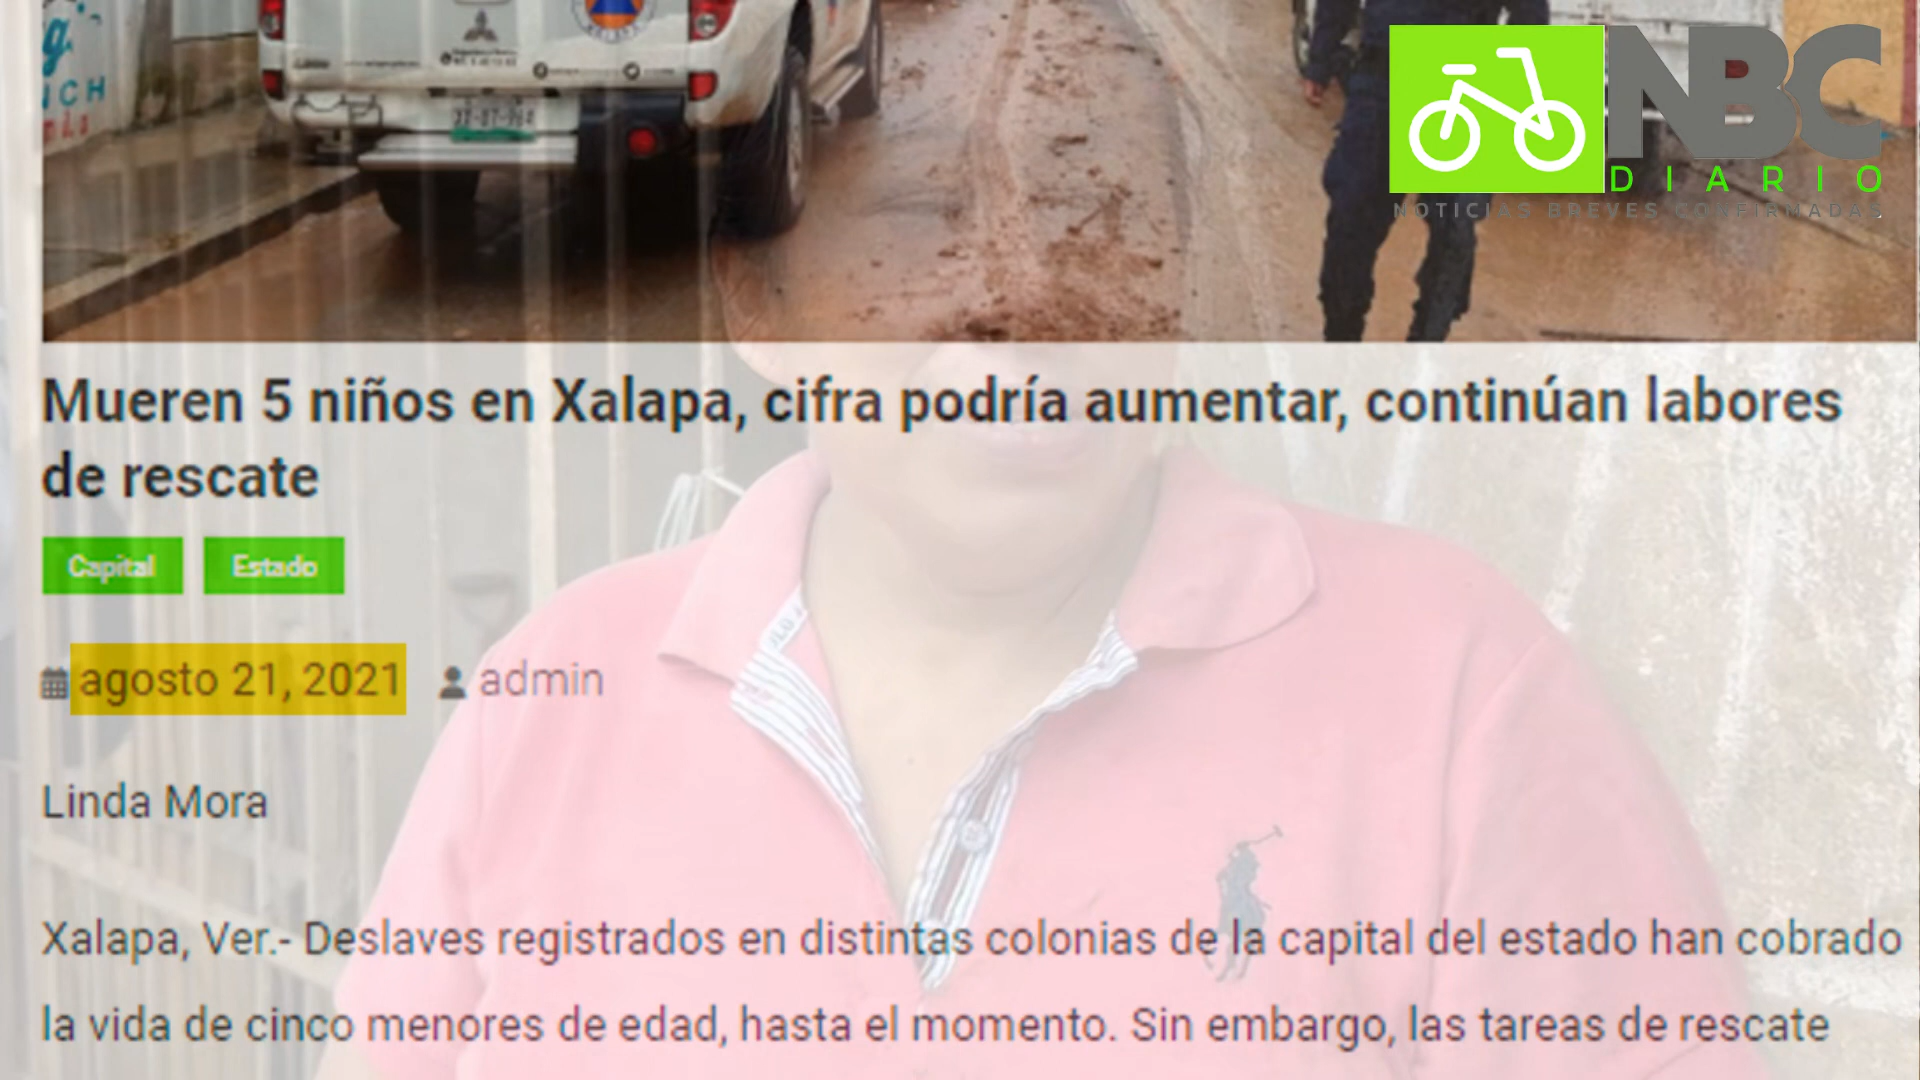 NBC
DIARIO
NOTICIAS BREVES CONFIRMADAS
Mueren 5 niños en Xalapa, cifra podría aumentar, continúan labores
de rescate
Capital Estado
agosto 21, 2021 admin
Linda Mora
Xalapa, Ver.- Deslaves registrados en distintas colonias de la capital del estado han cobrado
la vida de cinco menores de edad, hasta el momento. Sin embargo, las tareas de rescate